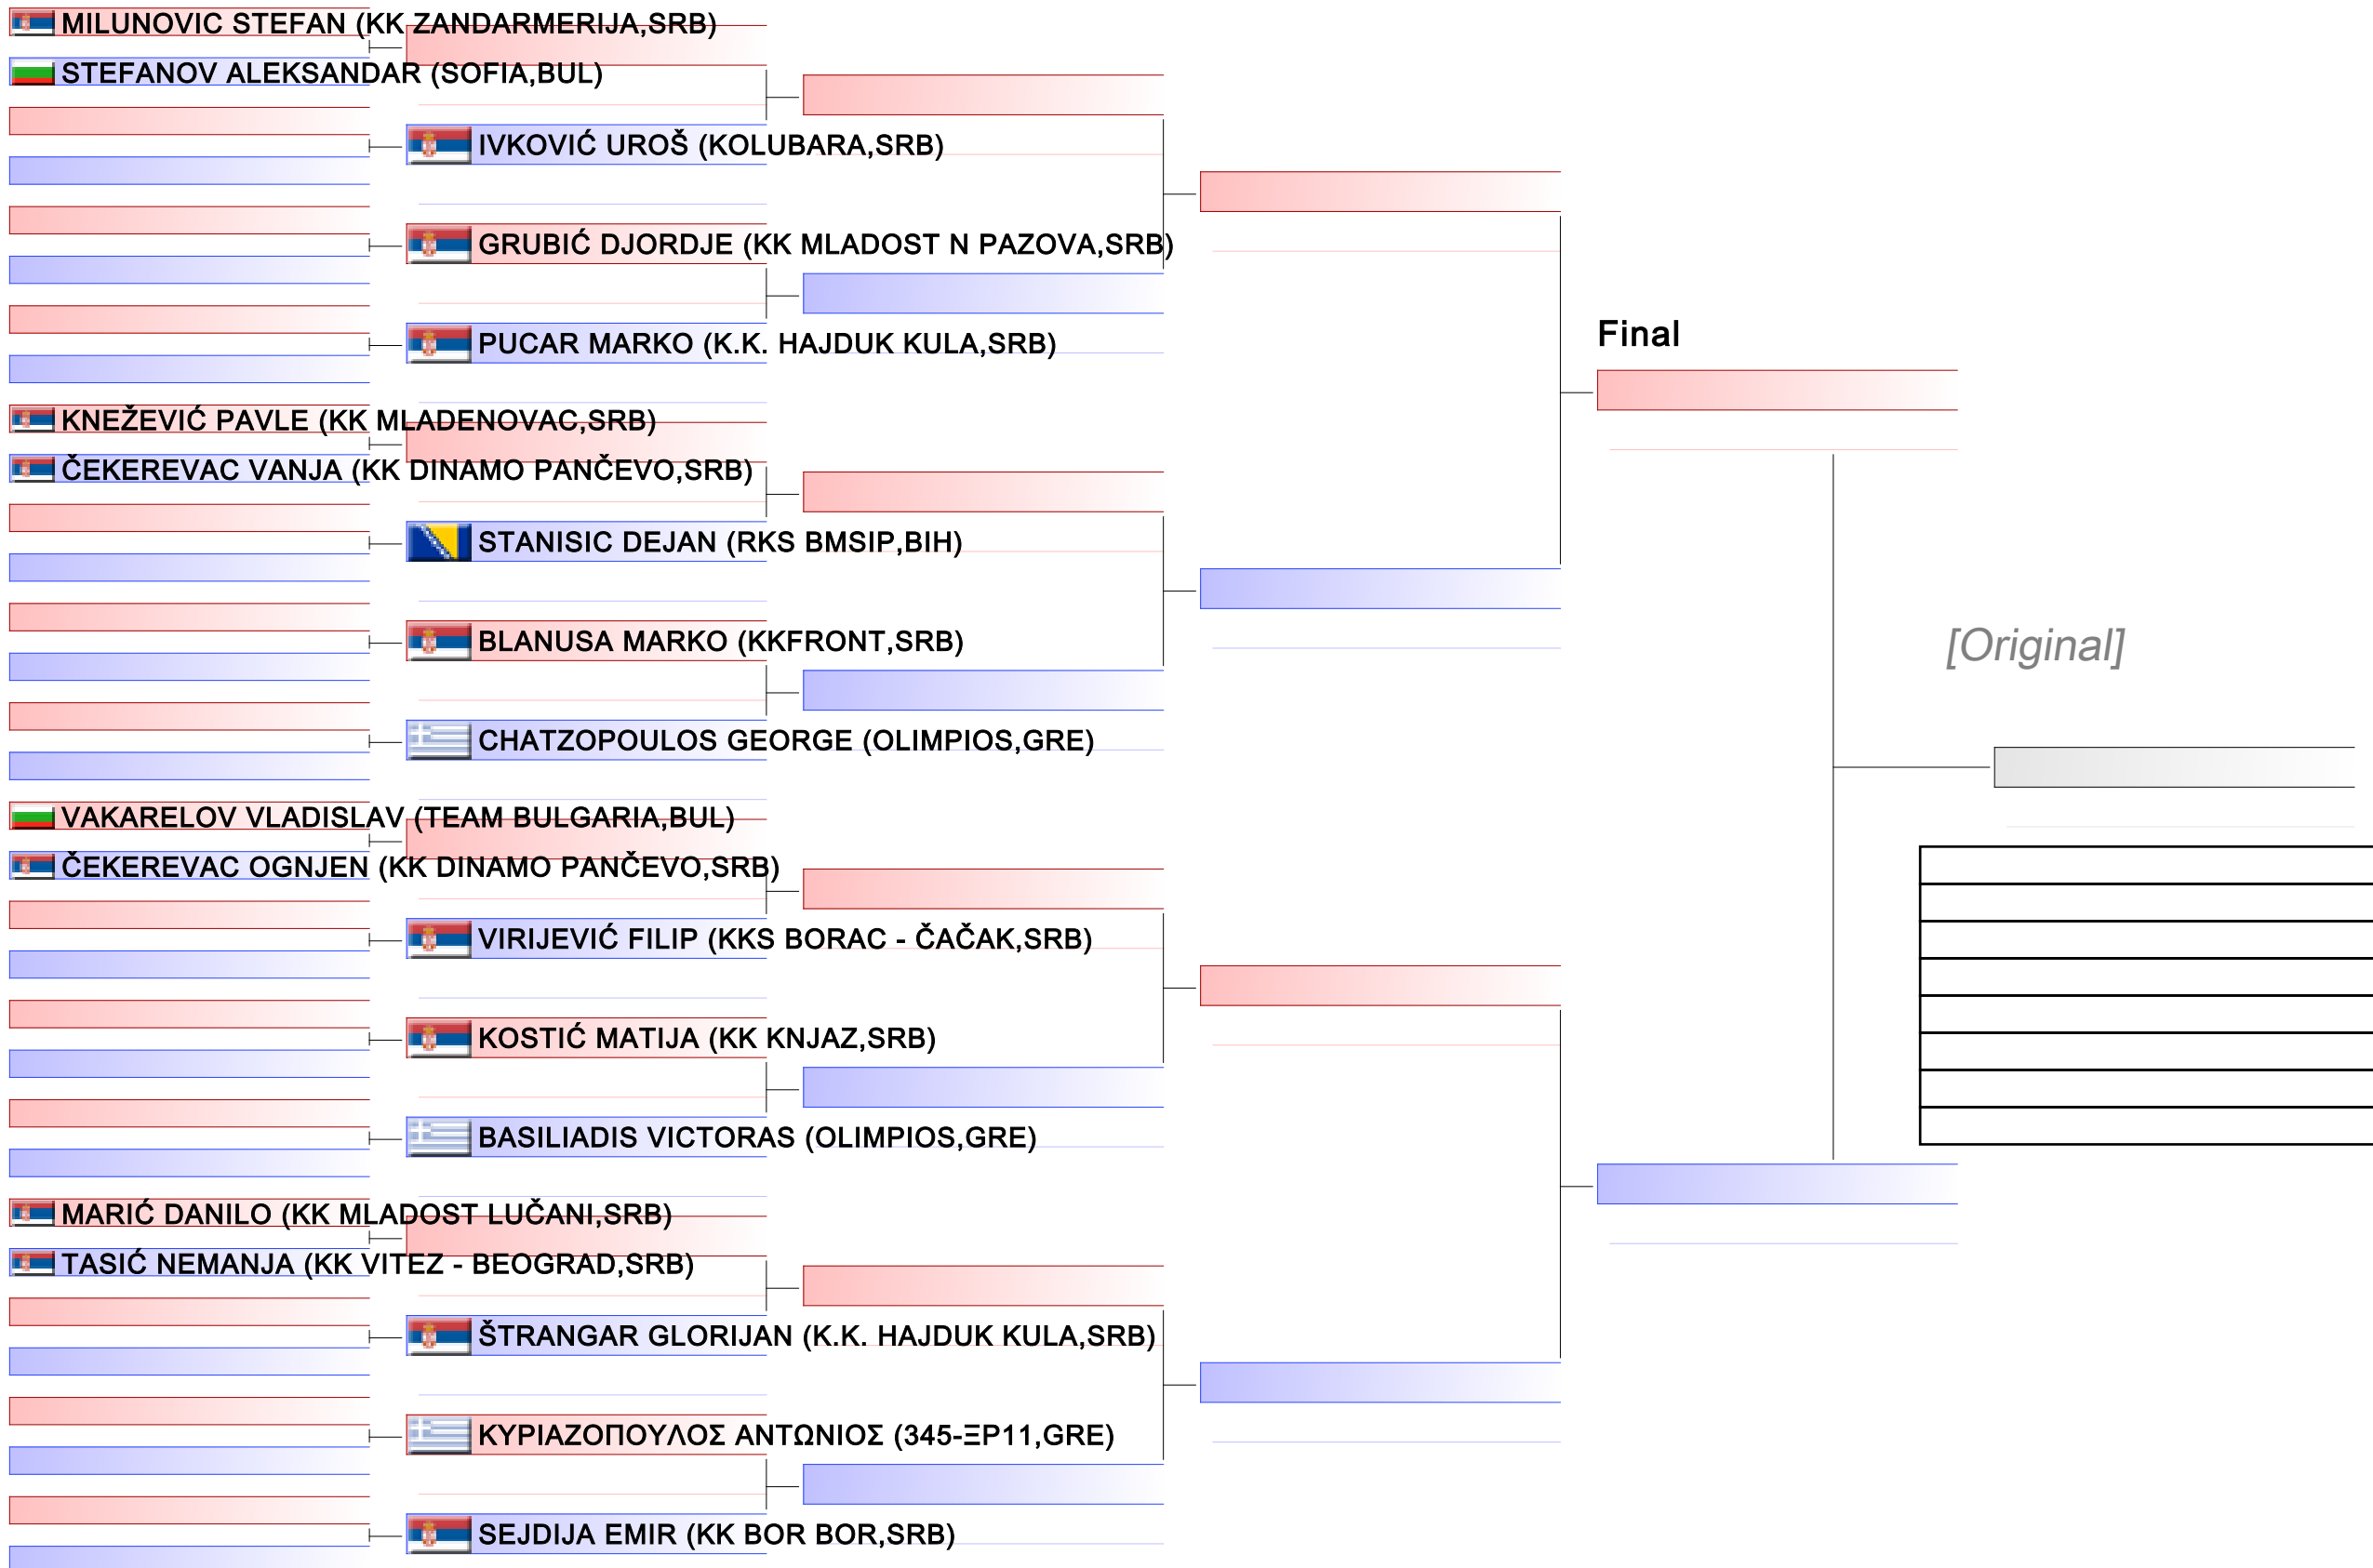 MILUNOVIC STEFAN (KK ZANDARMERIJA,SRB)
STEFANOV ALEKSANDAR (SOFIA,BUL)
IVKOVIĆ UROŠ (KOLUBARA,SRB)
GRUBIĆ DJORDJE (KK MLADOST N PAZOVA,SRB)
PUCAR MARKO (K.K. HAJDUK KULA,SRB)
Final
KNEŽEVIĆ PAVLE (KK MLADENOVAC,SRB)
ČEKEREVAC VANJA (KK DINAMO PANČEVO,SRB)
STANISIC DEJAN (RKS BMSIP,BIH)
BLANUSA MARKO (KKFRONT,SRB)
[Original]
CHATZOPOULOS GEORGE (OLIMPIOS,GRE)
VAKARELOV VLADISLAV (TEAM BULGARIA,BUL)
ČEKEREVAC OGNJEN (KK DINAMO PANČEVO,SRB)
VIRIJEVIĆ FILIP (KKS BORAC - ČAČAK,SRB)
KOSTIĆ MATIJA (KK KNJAZ,SRB)
BASILIADIS VICTORAS (OLIMPIOS,GRE)
MARIĆ DANILO (KK MLADOST LUČANI,SRB)
TASIĆ NEMANJA (KK VITEZ - BEOGRAD,SRB)
ŠTRANGAR GLORIJAN (K.K. HAJDUK KULA,SRB)
ΚΥΡΙΑΖΟΠΟΥΛΟΣ ΑΝΤΩΝΙΟΣ (345-ΞΡ11,GRE)
SEJDIJA EMIR (KK BOR BOR,SRB)